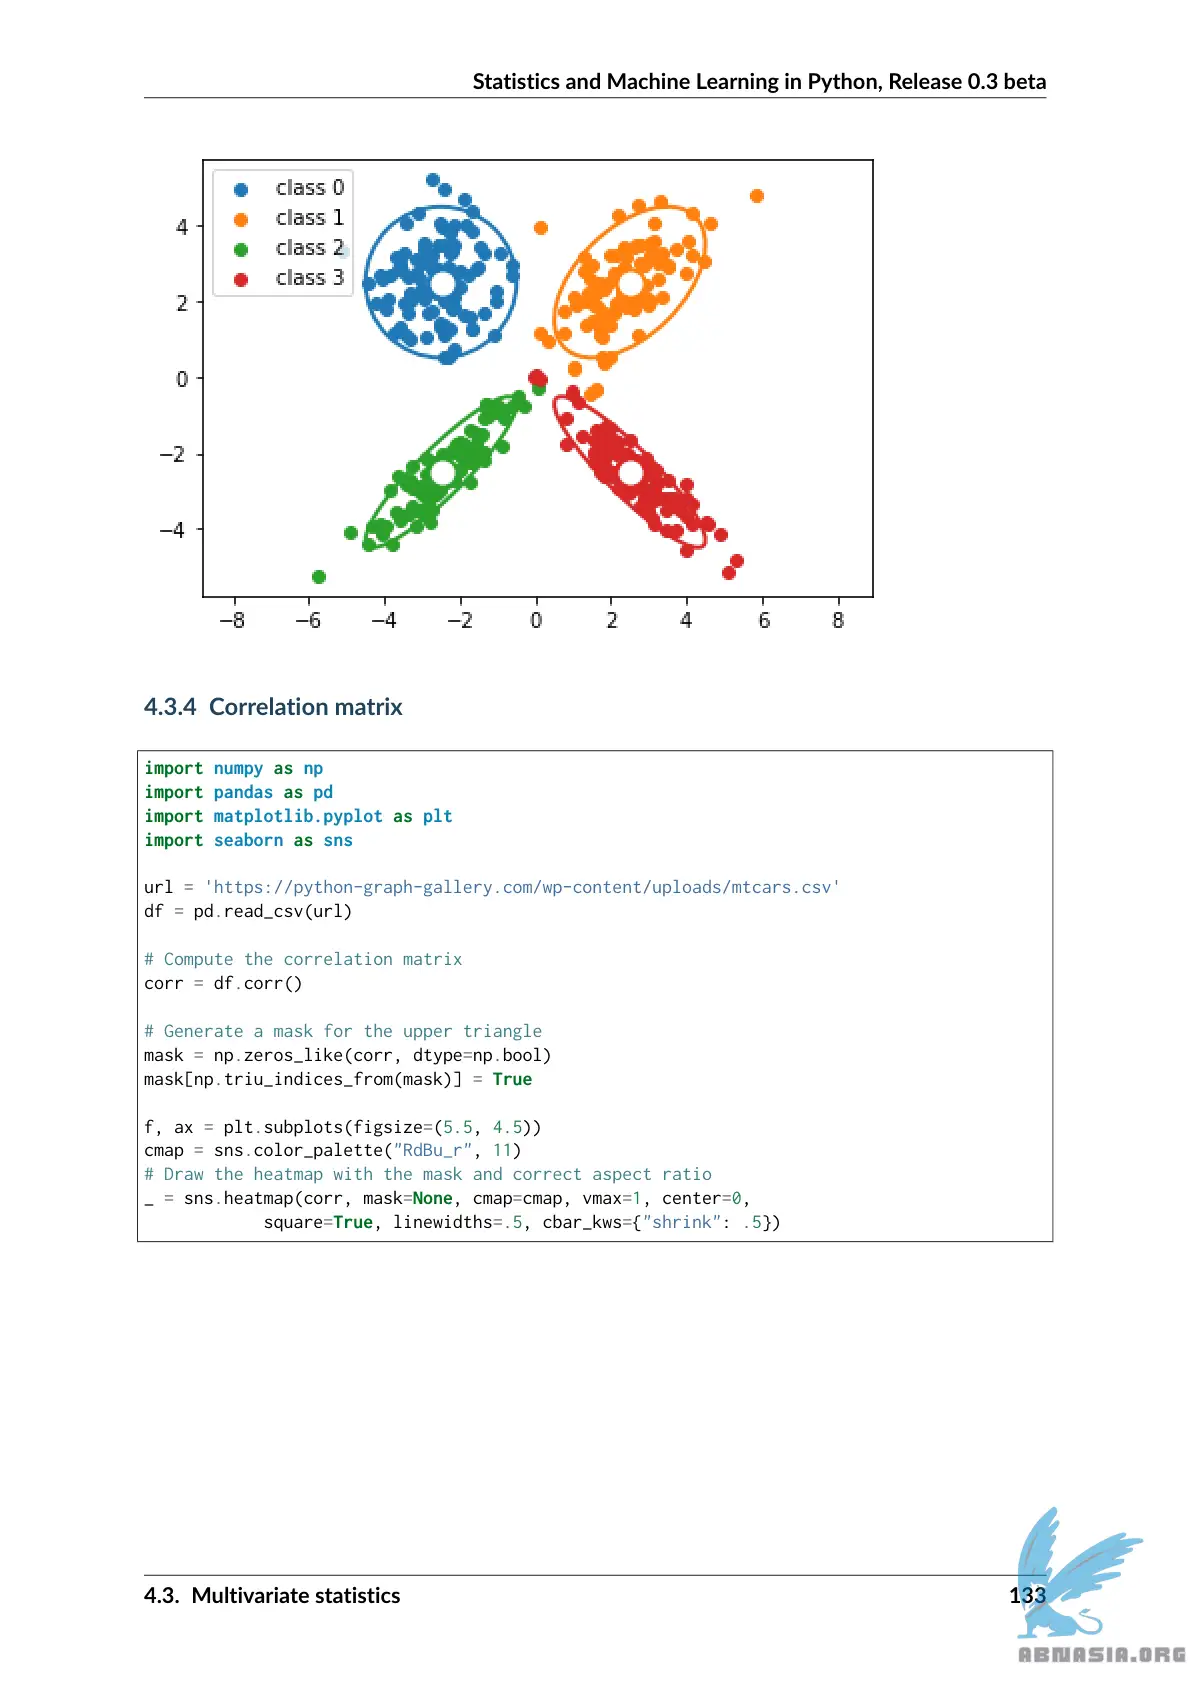 Statistics and Machine Learning in Python, Release 0.3 beta
class 0
class 1
class 2
class 3
4
2
0
−2
−4
−8 −6 −4 −2 0 2 4 6 8
4.3.4 Correlation matrix
import numpy as np
import pandas as pd
import matplotlib.pyplot as plt
import seaborn as sns
url = 'https://python-graph-gallery.com/wp-content/uploads/mtcars.csv'
df = pd.read_csv(url)
# Compute the correlation matrix
corr = df.corr()
# Generate a mask for the upper triangle
mask = np.zeros_like(corr, dtype=np.bool)
mask[np.triu_indices_from(mask)] = True
f, ax = plt.subplots(figsize=(5.5, 4.5))
cmap = sns.color_palette("RdBu_r", 11)
# Draw the heatmap with the mask and correct aspect ratio
_ = sns.heatmap(corr, mask=None, cmap=cmap, vmax=1, center=0,
            square=True, linewidths=.5, cbar_kws={"shrink": .5})
4.3. Multivariate statistics 133
ABNASIA.ORG